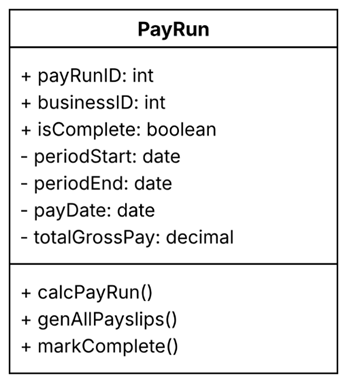 PayRun
+ payRunID: int
+ businessID: int
+ isComplete: boolean
- periodStart: date
- periodEnd: date
- payDate: date
- totalGrossPay: decimal
+ calcPayRun()
+ genAllPayslips()
+ markComplete()